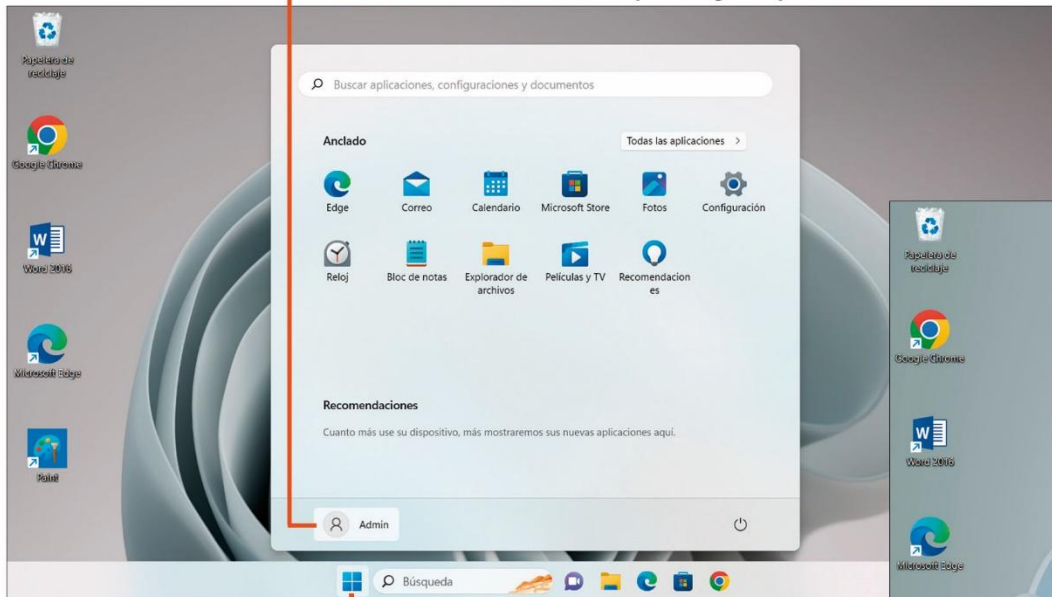 Papelera de
reciclaje
Google Chrome
Word 2016
Microsoft Edge
Paint
Buscar aplicaciones, configuraciones y documentos
Anclado
Todas las aplicaciones >
Edge
Correo
Calendario
Microsoft Store
Fotos
Configuración
Reloj
Bloc de notas
Explorador de
archivos
Películas y TV
Recomendacion
es
Recomendaciones
Cuanto más use su dispositivo, más mostraremos sus nuevas aplicaciones aquí.
Admin
Búsqueda
Papelera de
reciclaje
Google Chrome
Word 2016
Microsoft Edge